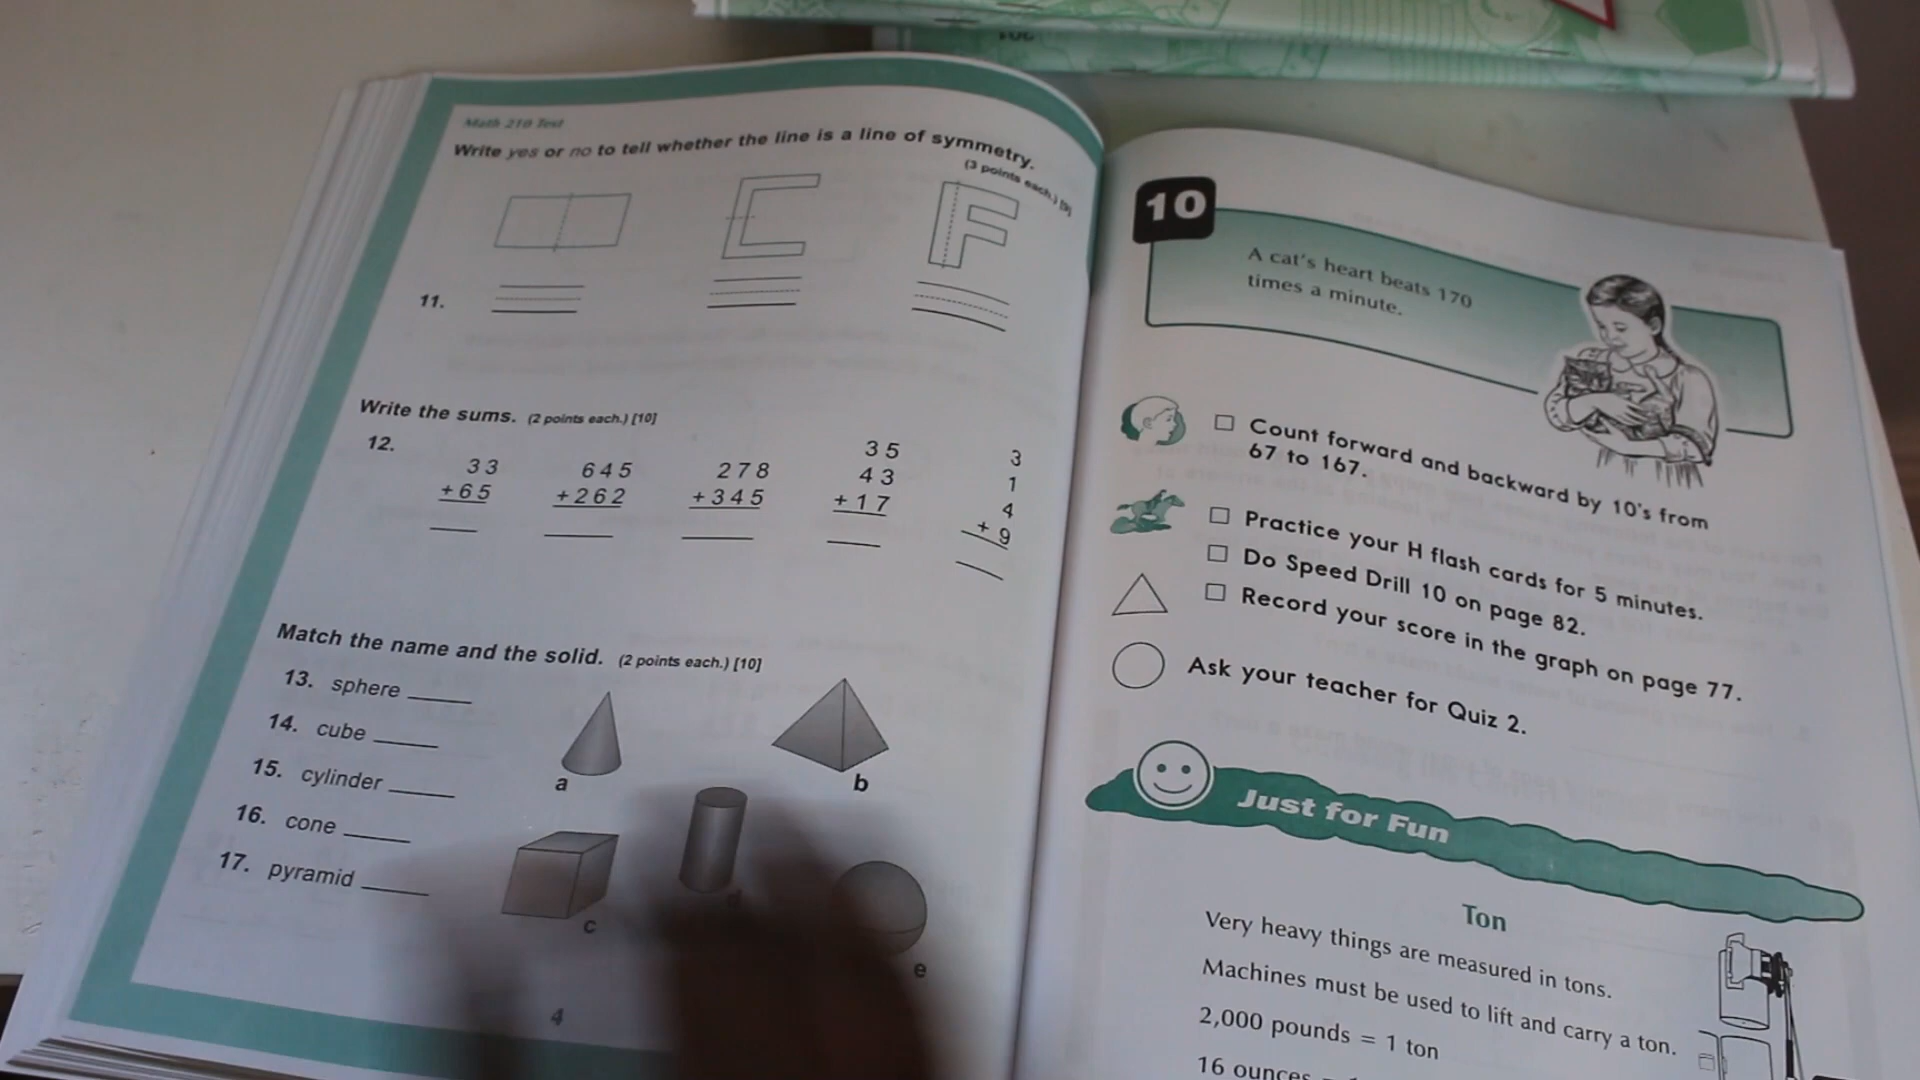 Math 210 Test
Write yes or no to tell whether the line is a line of symmetry.
(3 points each.) [9]
11.
Write the sums. (2 points each.) [10]
12.
33
+65
645
+262
278
+345
35
43
+17
3
1
4
+9
Match the name and the solid. (2 points each.) [10]
13. sphere
14. cube
15. cylinder
16. cone
17. pyramid
a
b
c
d
e
4
10
A cat's heart beats 170
times a minute.
Count forward and backward by 10's from
67 to 167.
Practice your H flash cards for 5 minutes.
Do Speed Drill 10 on page 82.
Record your score in the graph on page 77.
Ask your teacher for Quiz 2.
Just for Fun
Ton
Very heavy things are measured in tons.
Machines must be used to lift and carry a ton.
2,000 pounds = 1 ton
16 ounces